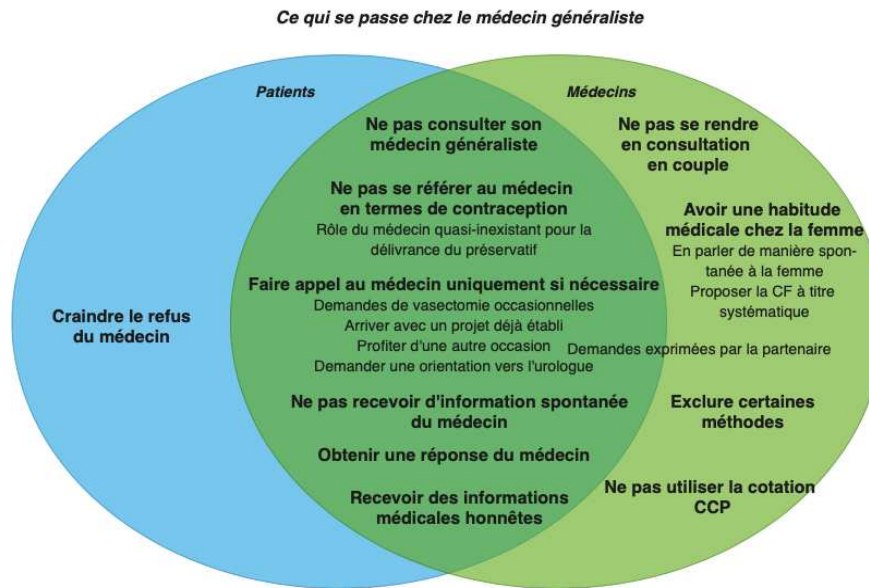 Ce qui se passe chez le médecin généraliste
Patients
Médecins
Craindre le refus
du médecin
Ne pas consulter son
médecin généraliste
Ne pas se référer au médecin
en termes de contraception
Rôle du médecin quasi-inexistant pour la
délivrance du préservatif
Faire appel au médecin uniquement si nécessaire
Demandes de vasectomie occasionnelles
Arriver avec un projet déjà établi
Profiter d'une autre occasion
Demander une orientation vers l'urologue
Ne pas recevoir d'information spontanée
du médecin
Obtenir une réponse du médecin
Recevoir des informations
médicales honnêtes
Ne pas se rendre
en consultation
en couple
Avoir une habitude
médicale chez la femme
En parler de manière spon-
tanée à la femme
Proposer la CF à titre
systématique
Demandes exprimées par la partenaire
Exclure certaines
méthodes
Ne pas utiliser la cotation
CCP